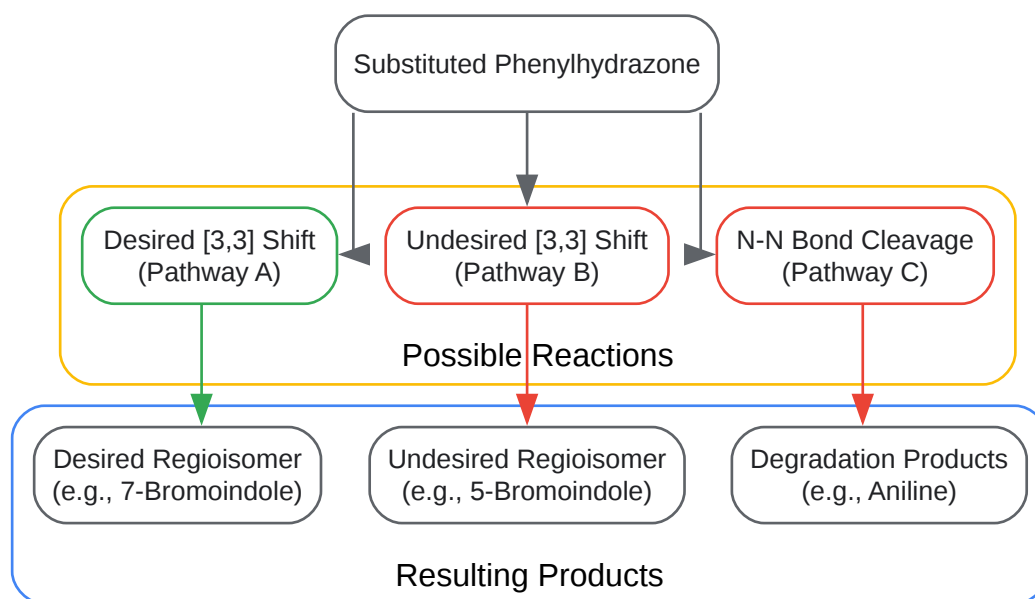 Substituted Phenylhydrazone
Desired [3,3] Shift
(Pathway A)
Undesired [3,3] Shift
(Pathway B)
N-N Bond Cleavage
(Pathway C)
Possible Reactions
Desired Regioisomer
(e.g., 7-Bromoindole)
Undesired Regioisomer
(e.g., 5-Bromoindole)
Degradation Products
(e.g., Aniline)
Resulting Products